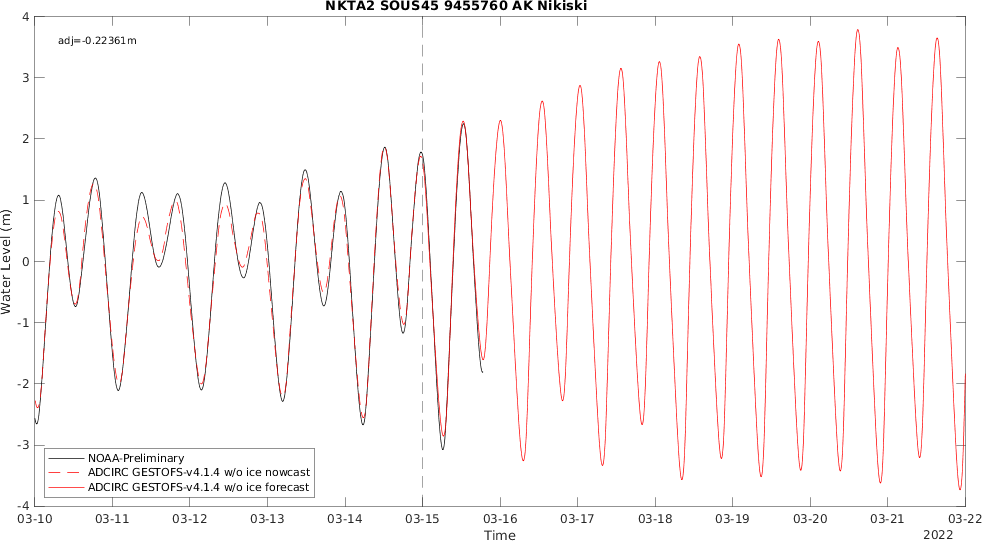 NKTA2 SOUS45 9455760 AK Nikiski
adj=-0.22361m
4
3
2
1
0
-1
-2
-3
-4
Water Level (m)
NOAA-Preliminary
ADCIRC GESTOFS-v4.1.4 w/o ice nowcast
ADCIRC GESTOFS-v4.1.4 w/o ice forecast
03-10 03-11 03-12 03-13 03-14 03-15 03-16 03-17 03-18 03-19 03-20 03-21 03-22
Time
2022